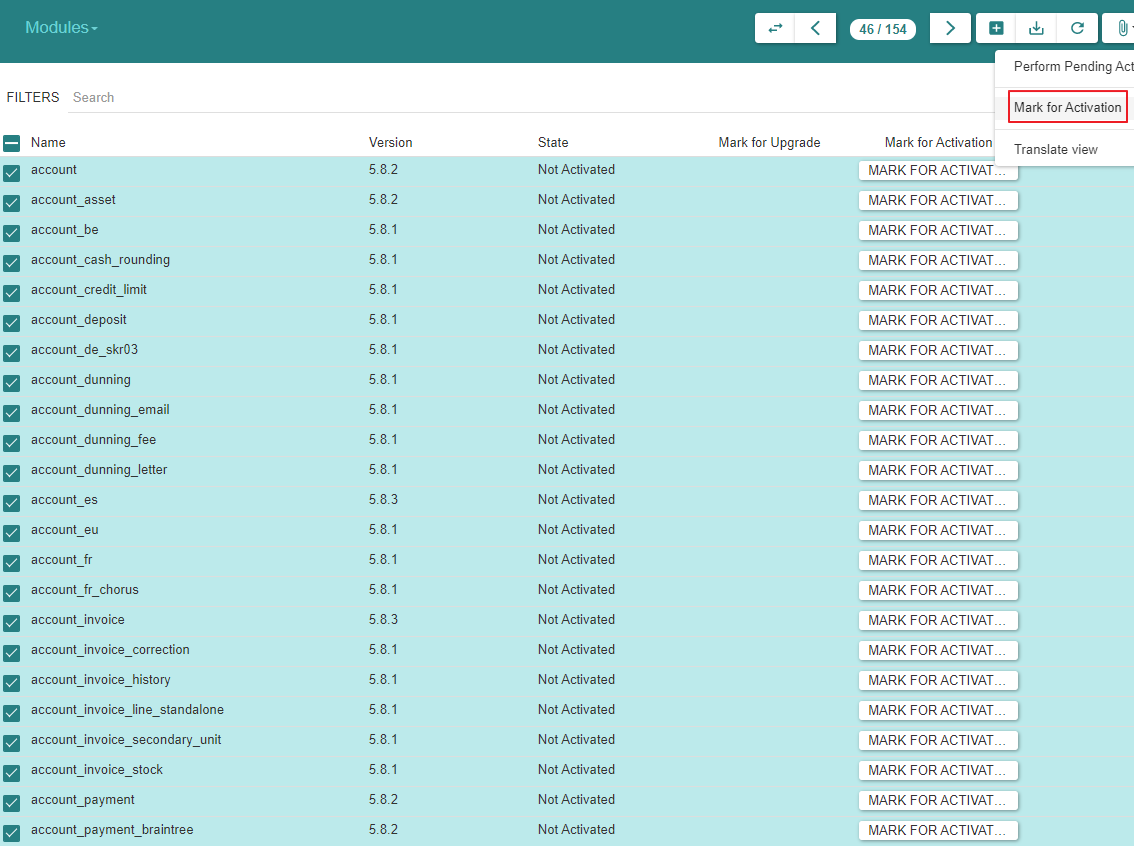 Modules
46 / 154
Perform Pending Act
Mark for Activation
Translate view
FILTERS Search
Name Version State Mark for Upgrade Mark for Activation
account 5.8.2 Not Activated MARK FOR ACTIVAT...
account_asset 5.8.2 Not Activated MARK FOR ACTIVAT...
account_be 5.8.1 Not Activated MARK FOR ACTIVAT...
account_cash_rounding 5.8.1 Not Activated MARK FOR ACTIVAT...
account_credit_limit 5.8.1 Not Activated MARK FOR ACTIVAT...
account_deposit 5.8.1 Not Activated MARK FOR ACTIVAT...
account_de_skr03 5.8.1 Not Activated MARK FOR ACTIVAT...
account_dunning 5.8.1 Not Activated MARK FOR ACTIVAT...
account_dunning_email 5.8.1 Not Activated MARK FOR ACTIVAT...
account_dunning_fee 5.8.1 Not Activated MARK FOR ACTIVAT...
account_dunning_letter 5.8.1 Not Activated MARK FOR ACTIVAT...
account_es 5.8.3 Not Activated MARK FOR ACTIVAT...
account_eu 5.8.1 Not Activated MARK FOR ACTIVAT...
account_fr 5.8.1 Not Activated MARK FOR ACTIVAT...
account_fr_chorus 5.8.1 Not Activated MARK FOR ACTIVAT...
account_invoice 5.8.3 Not Activated MARK FOR ACTIVAT...
account_invoice_correction 5.8.1 Not Activated MARK FOR ACTIVAT...
account_invoice_history 5.8.1 Not Activated MARK FOR ACTIVAT...
account_invoice_line_standalone 5.8.1 Not Activated MARK FOR ACTIVAT...
account_invoice_secondary_unit 5.8.1 Not Activated MARK FOR ACTIVAT...
account_invoice_stock 5.8.1 Not Activated MARK FOR ACTIVAT...
account_payment 5.8.2 Not Activated MARK FOR ACTIVAT...
account_payment_braintree 5.8.2 Not Activated MARK FOR ACTIVAT...